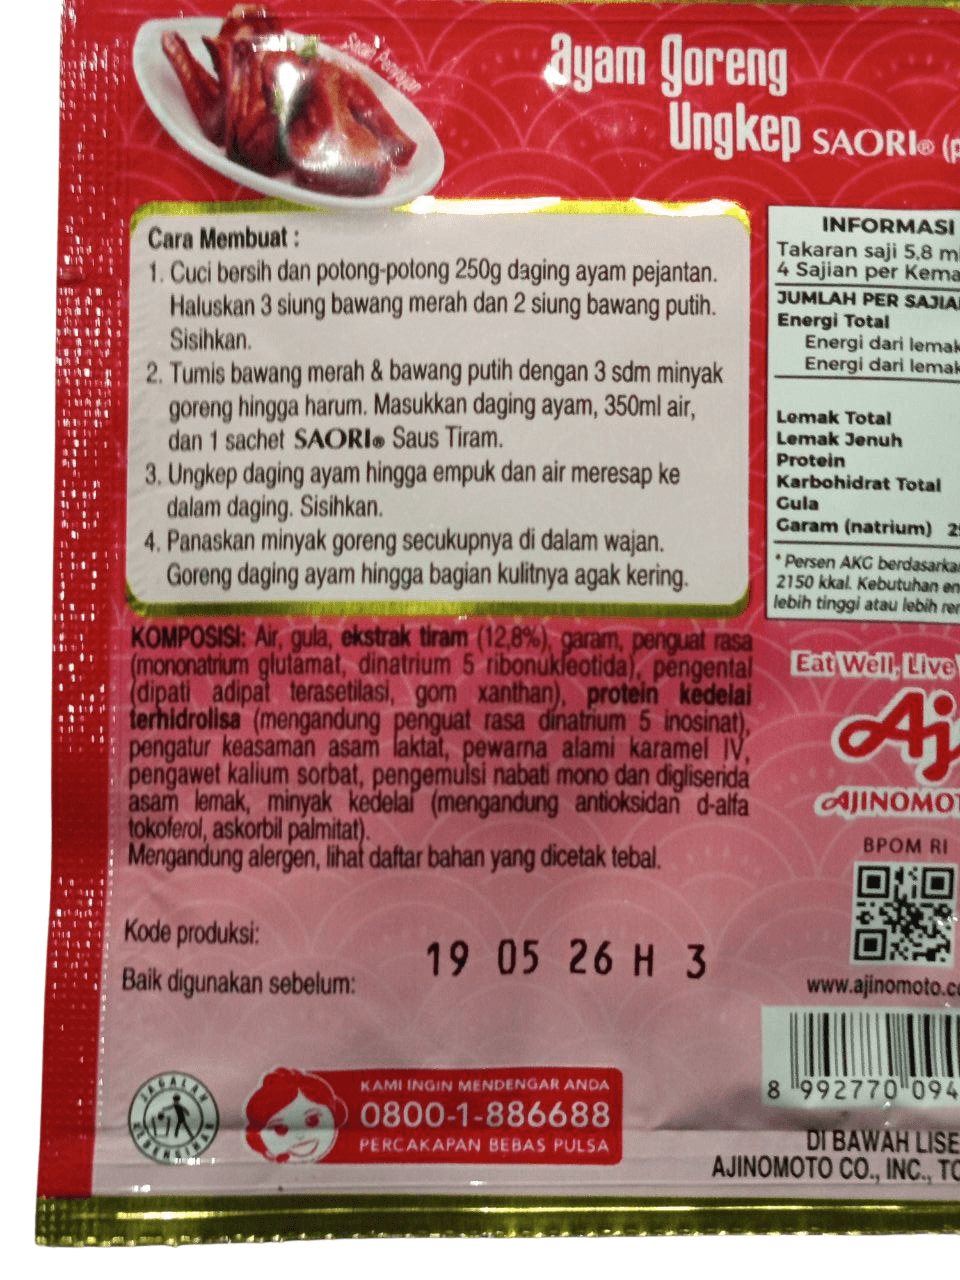 Saran Penyajian
Ayam Goreng
Ungkep SAORI® (p
Cara Membuat :
1. Cuci bersih dan potong-potong 250g daging ayam pejantan.
Haluskan 3 siung bawang merah dan 2 siung bawang putih.
Sisihkan.
2. Tumis bawang merah & bawang putih dengan 3 sdm minyak
goreng hingga harum. Masukkan daging ayam, 350ml air,
dan 1 sachet SAORI® Saus Tiram.
3. Ungkep daging ayam hingga empuk dan air meresap ke
dalam daging. Sisihkan.
4. Panaskan minyak goreng secukupnya di dalam wajan.
Goreng daging ayam hingga bagian kulitnya agak kering.
KOMPOSISI: Air, gula, ekstrak tiram (12,8%), garam, penguat rasa
(mononatrium glutamat, dinatrium 5 ribonukleotida), pengental
(dipati adipat terasetilasi, gom xanthan), protein kedelai
terhidrolisa (mengandung penguat rasa dinatrium 5 inosinat),
pengatur keasaman asam laktat, pewarna alami karamel IV,
pengawet kalium sorbat, pengemulsi nabati mono dan digliserida
asam lemak, minyak kedelai (mengandung antioksidan d-alfa
tokoferol, askorbil palmitat).
Mengandung alergen, lihat daftar bahan yang dicetak tebal.
Kode produksi:
Baik digunakan sebelum:
19 05 26 H 3
JAGALAH KEBERSIHAN
KAMI INGIN MENDENGAR ANDA
0800-1-886688
PERCAKAPAN BEBAS PULSA
INFORMASI
Takaran saji 5,8 m
4 Sajian per Kema
JUMLAH PER SAJIA
Energi Total
Energi dari lemak
Energi dari lemak
Lemak Total
Lemak Jenuh
Protein
Karbohidrat Total
Gula
Garam (natrium) 2
* Persen AKG berdasarka
2150 kkal. Kebutuhan en
lebih tinggi atau lebih ren
Eat Well, Live
Aj
AJINOMOT
BPOM RI
www.ajinomoto.c
8 992770 094
DI BAWAH LISE
AJINOMOTO CO., INC., TO